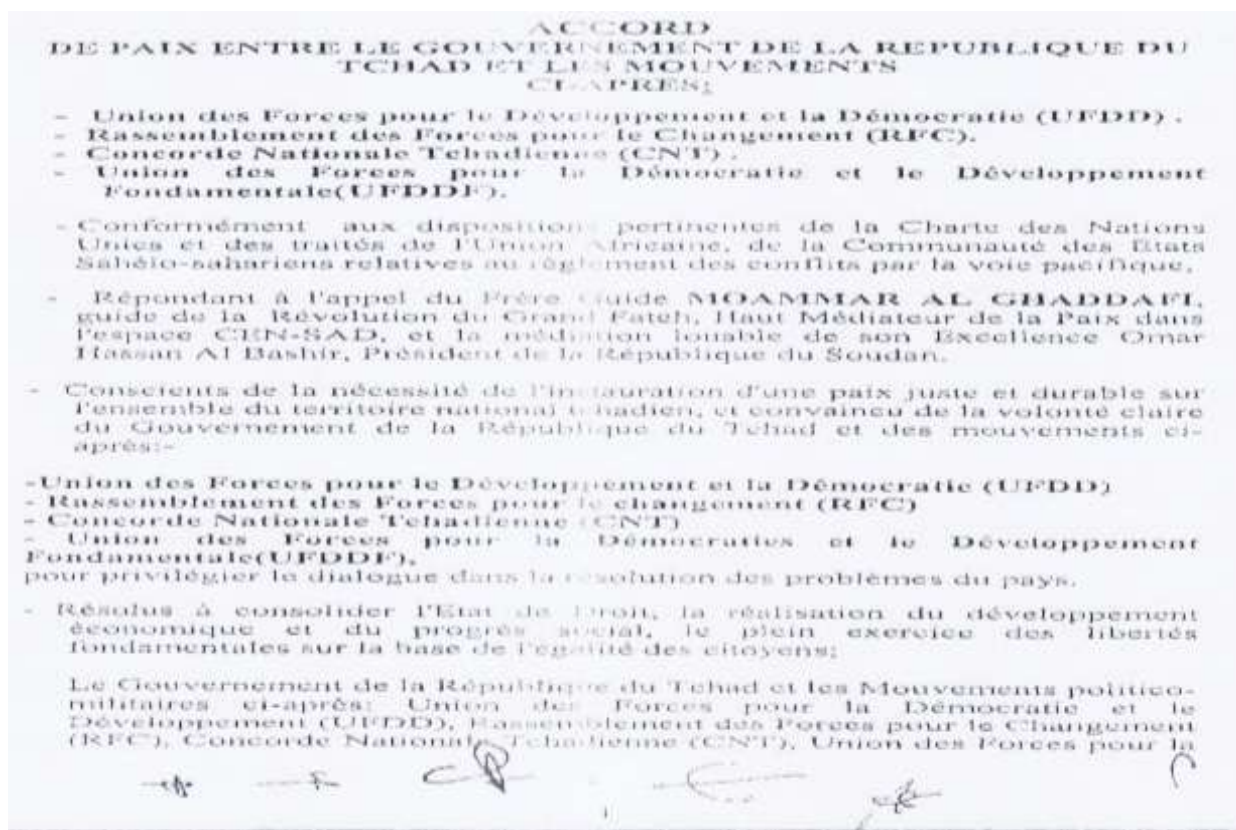 ACCORD
DE PAIX ENTRE LE GOUVERNEMENT DE LA REPUBLIQUE DU
TCHAD ET LES MOUVEMENTS
CI-APRES;
- Union des Forces pour le Développement et la Démocratie (UFDD) .
- Rassemblement des Forces pour le Changement (RFC).
- Concorde Nationale Tchadienne (CNT) .
- Union des Forces pour la Démocratie et le Développement
Fondamentale(UFDDF).
- Conformément aux dispositions pertinentes de la Charte des Nations
Unies et des traités de l'Union Africaine, de la Communauté des Etats
Sahélo-sahariens relatives au règlement des conflits par la voie pacifique,
- Répondant à l'appel du Frère Guide MOAMMAR AL GHADDAFI,
guide de la Révolution du Grand Fateh, Haut Médiateur de la Paix dans
l'espace CEN-SAD, et la médiation louable de son Excellence Omar
Hassan Al Bashir, Président de la République du Soudan.
- Conscients de la nécessité de l'instauration d'une paix juste et durable sur
l'ensemble du territoire national tchadien, et convaincu de la volonté claire
du Gouvernement de la République du Tchad et des mouvements ci-
après:-
-Union des Forces pour le Développement et la Démocratie (UFDD)
- Rassemblement des Forces pour le changement (RFC)
- Concorde Nationale Tchadienne (CNT)
- Union des Forces pour la Démocraties et le Développement
Fondamentale(UFDDF),
pour privilégier le dialogue dans la résolution des problèmes du pays.
- Résolus à consolider l'Etat de Droit, la réalisation du développement
économique et du progrès social, le plein exercice des libertés
fondamentales sur la base de l'égalité des citoyens;
Le Gouvernement de la République du Tchad et les Mouvements politico-
militaires ci-après: Union des Forces pour la Démocratie et le
Développement (UFDD), Rassemblement des Forces pour le Changement
(RFC), Concorde Nationale Tchadienne (CNT), Union des Forces pour la
1